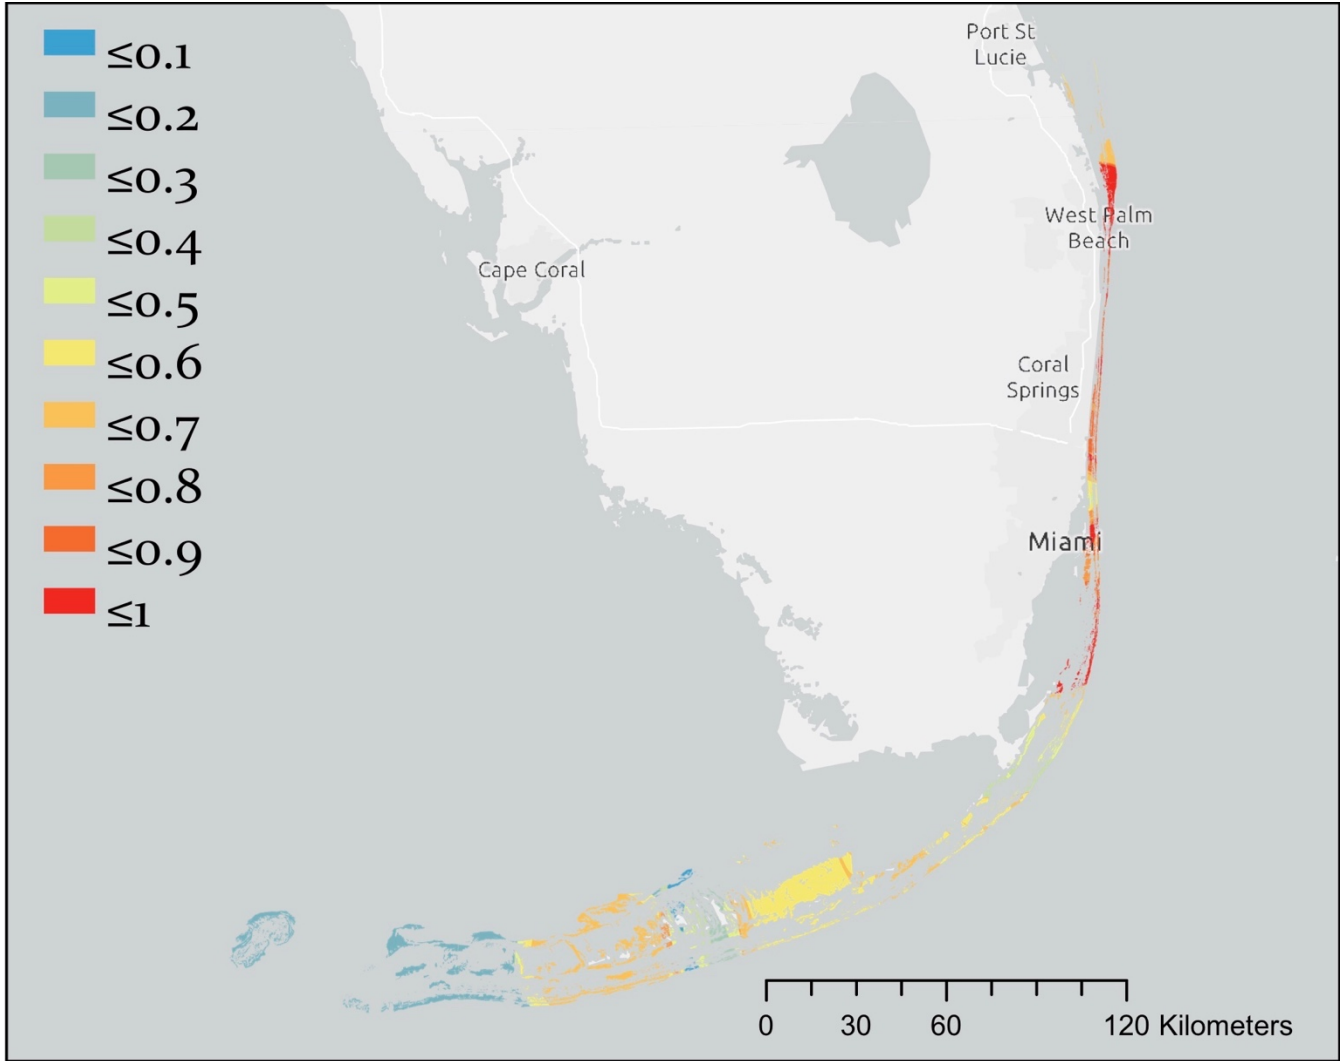 ≤0.1
≤0.2
≤0.3
≤0.4
≤0.5
≤0.6
≤0.7
≤0.8
≤0.9
≤1
Port St
Lucie
West Palm
Beach
Cape Coral
Coral
Springs
Miami
0 30 60 120 Kilometers